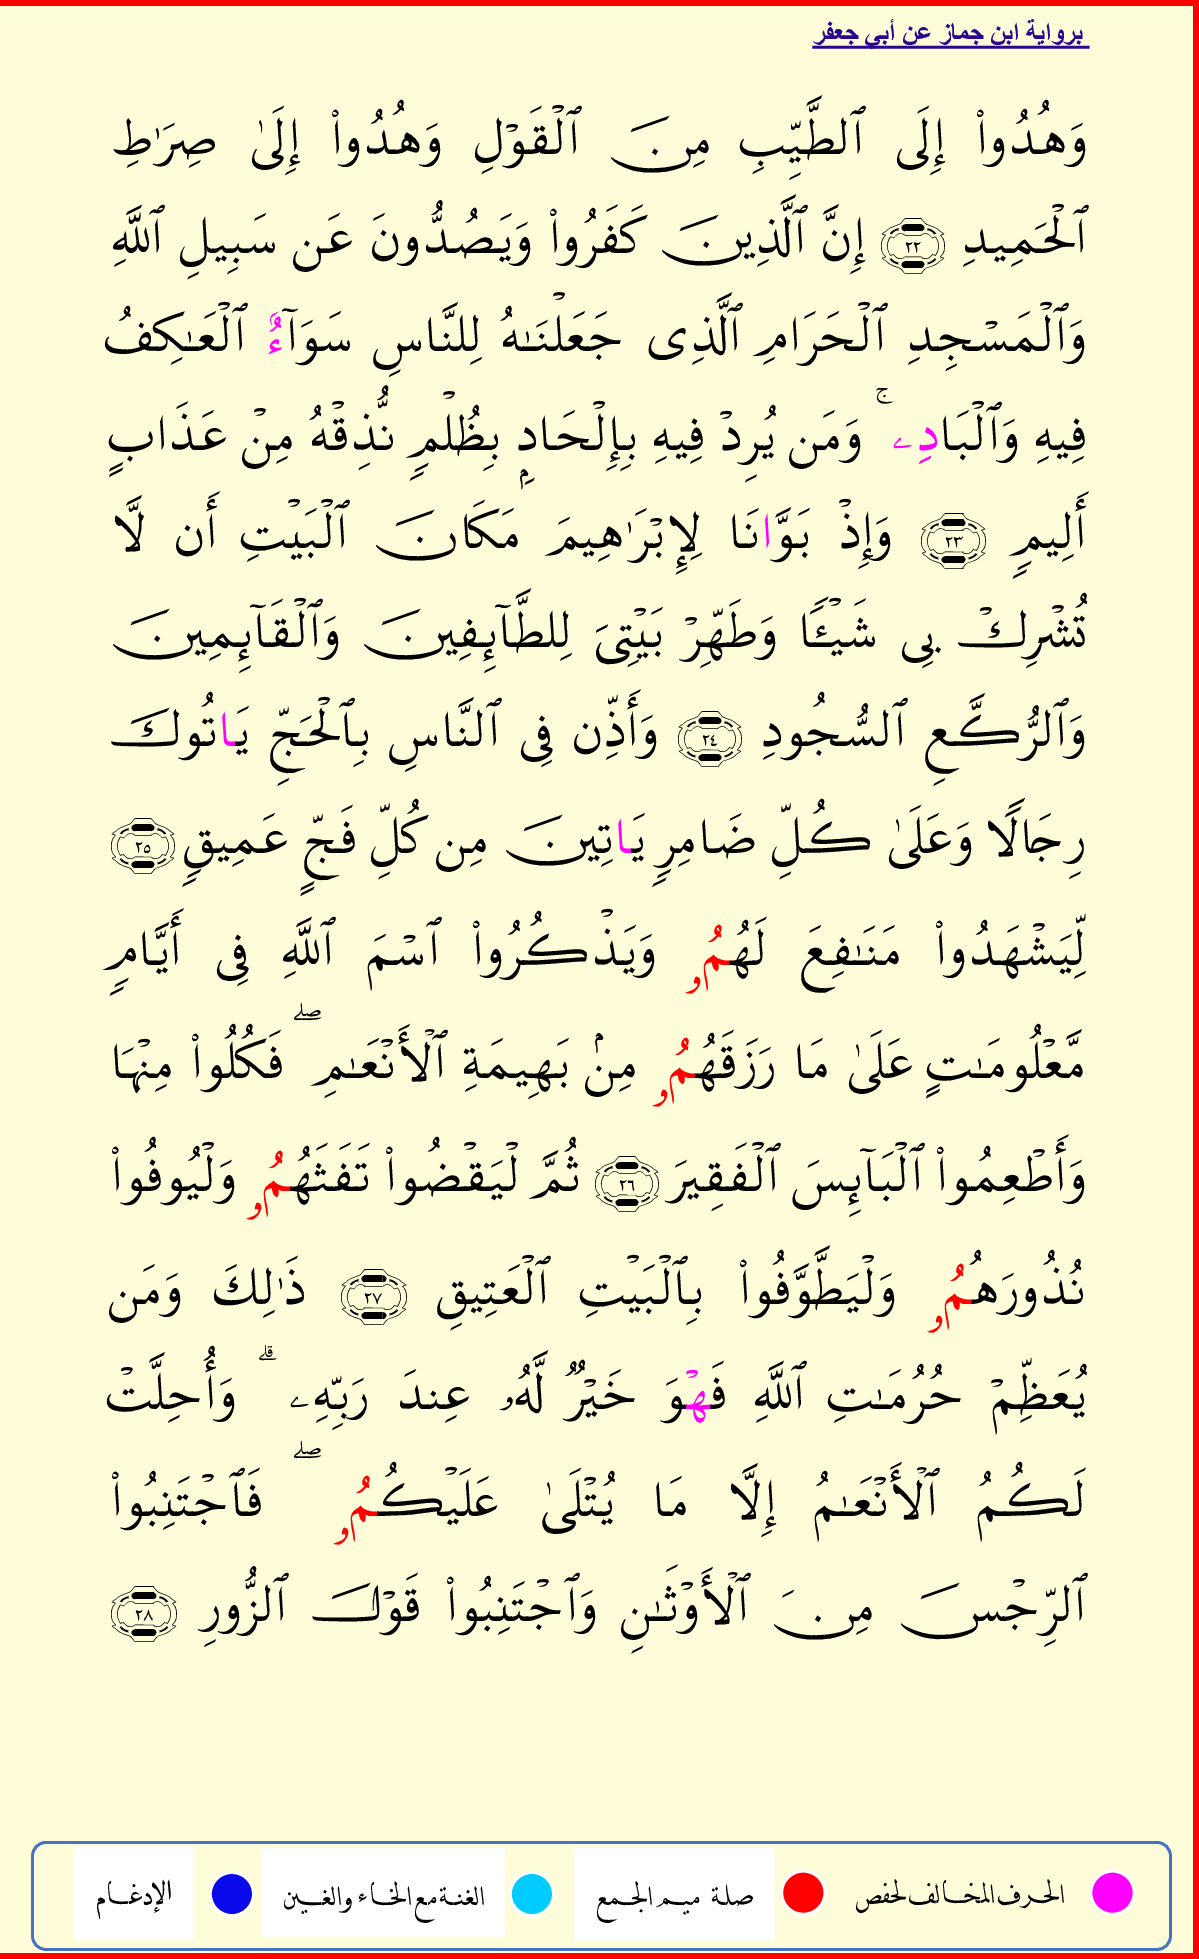 برواية ابن جماز عن أبي جعفر
وَهُدُوٓاْ إِلَى ٱلطَّيِّبِ مِنَ ٱلْقَوْلِ وَهُدُوٓاْ إِلَىٰ صِرَٰطِ
ٱلْحَمِيدِ ٢٢ إِنَّ ٱلَّذِينَ كَفَرُواْ وَيَصُدُّونَ عَن سَبِيلِ ٱللَّهِ
وَٱلْمَسْجِدِ ٱلْحَرَامِ ٱلَّذِى جَعَلْنَـٰهُ لِلنَّاسِ سَوَآءٌ ٱلْعَـٰكِفُ
فِيهِ وَٱلْبَادِۦ ۚ وَمَن يُرِدْ فِيهِ بِإِلْحَادٍۭ بِظُلْمٍ نُّذِقْهُ مِنْ عَذَابٍ
أَلِيمٍ ٢٣ وَإِذْ بَوَّانَا لِإِبْرَٰهِيمَ مَكَانَ ٱلْبَيْتِ أَن لَّا
تُشْرِكْ بِى شَيْـًٔا وَطَهِّرْ بَيْتِىَ لِلطَّآئِفِينَ وَٱلْقَآئِمِينَ
وَٱلرُّكَّعِ ٱلسُّجُودِ ٢٤ وَأَذِّن فِى ٱلنَّاسِ بِٱلْحَجِّ يَاتُوكَ
رِجَالًا وَعَلَىٰ كُلِّ ضَامِرٍ يَاتِينَ مِن كُلِّ فَجٍّ عَمِيقٍ ٢٥
لِّيَشْهَدُواْ مَنَـٰفِعَ لَهُمُۥ وَيَذْكُرُواْ ٱسْمَ ٱللَّهِ فِى أَيَّامٍ
مَّعْلُومَـٰتٍ عَلَىٰ مَا رَزَقَهُمُۥ مِنۢ بَهِيمَةِ ٱلْأَنْعَـٰمِ ۖ فَكُلُواْ مِنْهَا
وَأَطْعِمُواْ ٱلْبَآئِسَ ٱلْفَقِيرَ ٢٦ ثُمَّ لْيَقْضُواْ تَفَثَهُمُۥ وَلْيُوفُواْ
نُذُورَهُمُۥ وَلْيَطَّوَّفُواْ بِٱلْبَيْتِ ٱلْعَتِيقِ ٢٧ ذَٰلِكَ وَمَن
يُعَظِّمْ حُرُمَـٰتِ ٱللَّهِ فَهْوَ خَيْرٌ لَّهُۥ عِندَ رَبِّهِۦ ۗ وَأُحِلَّتْ
لَكُمُ ٱلْأَنْعَـٰمُ إِلَّا مَا يُتْلَىٰ عَلَيْكُمُۥ ۖ فَٱجْتَنِبُواْ
ٱلرِّجْسَ مِنَ ٱلْأَوْثَـٰنِ وَٱجْتَنِبُواْ قَوْلَ ٱلزُّورِ ٢٨
الحرف المخالف لحفص صلة ميم الجمع الغنة مع الخاء والغين الإدغام